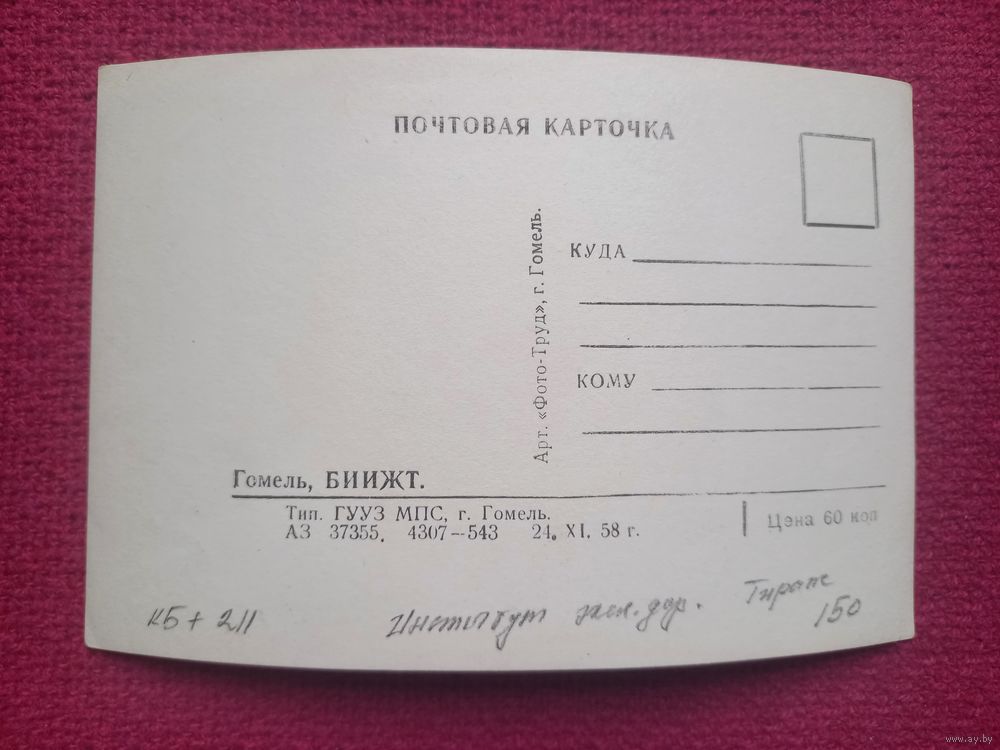 ПОЧТОВАЯ КАРТОЧКА
Арт. «Фото-Труд», г. Гомель.
КУДА
КОМУ
Гомель, БИИЖТ.
Тип. ГУУЗ МПС, г. Гомель.
АЗ 37355. 4307—543 24. XI. 58 г.
Цена 60 коп
КБ + 211
Институт жел. дор.
Тираж
150
www.ay.by